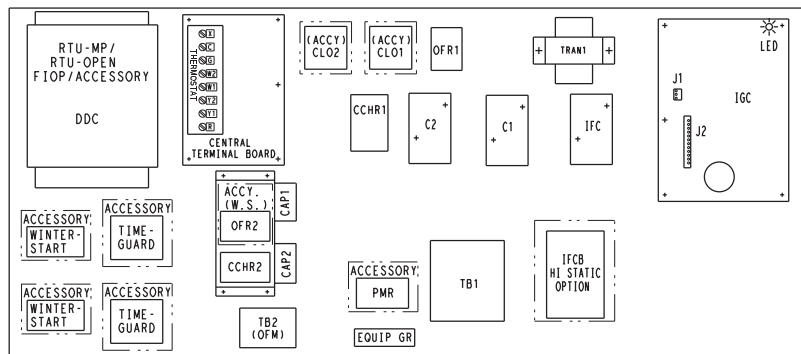 RTU-MP/
RTU-OPEN
FIOP/ACCESSORY
DDC
THERMOSTAT
X
C
G
W2
W1
Y2
Y1
R
CENTRAL
TERMINAL BOARD
(ACCY)
CLO2
(ACCY)
CLO1
OFR1
TRAN1
LED
J1
IGC
J2
CCHR1
C2
C1
IFC
ACCESSORY
WINTER-
START
ACCESSORY
TIME-
GUARD
ACCY.
(W.S.)
OFR2
CAP1
CCHR2
CAP2
ACCESSORY
PMR
TB1
IFCB
HI STATIC
OPTION
ACCESSORY
WINTER-
START
ACCESSORY
TIME-
GUARD
TB2
(OFM)
EQUIP GR